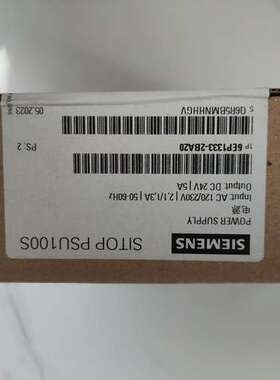 SIEMENS
SITOP PSU100S
POWER SUPPLY
电源
Input: AC 120/230V | 2,1/1,3A | 50-60Hz
Output: DC 24V | 5A
1P 6EP1333-2BA20
S Q6R5BMNHHGV
PS: 2
05.2023